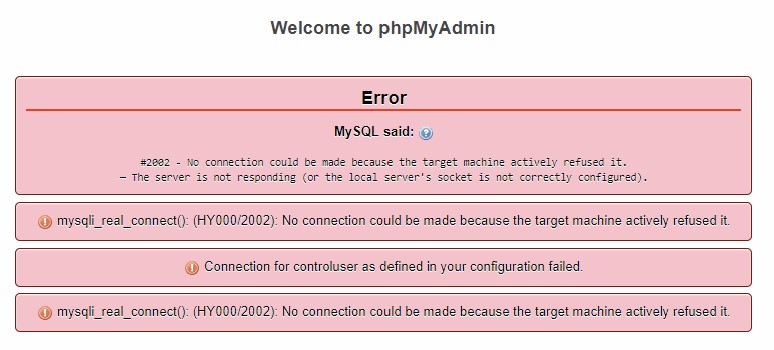 Welcome to phpMyAdmin
Error
MySQL said:
#2002 - No connection could be made because the target machine actively refused it.
— The server is not responding (or the local server's socket is not correctly configured).
mysqli_real_connect(): (HY000/2002): No connection could be made because the target machine actively refused it.
Connection for controluser as defined in your configuration failed.
mysqli_real_connect(): (HY000/2002): No connection could be made because the target machine actively refused it.